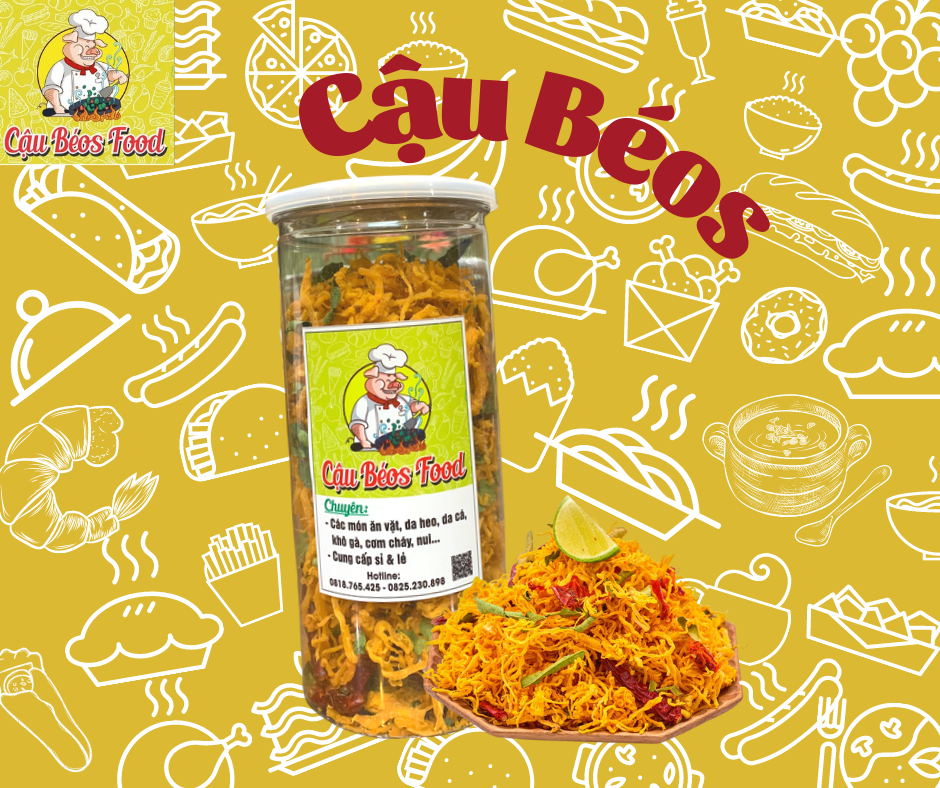 Cậu Béos Food
Cậu Béos
Cậu Béos Food
Chuyên:
- Các món ăn vặt, da heo, da cá,
khô gà, cơm cháy, nui...
- Cung cấp sỉ & lẻ
Hotline:
0818.765.425 - 0825.230.898